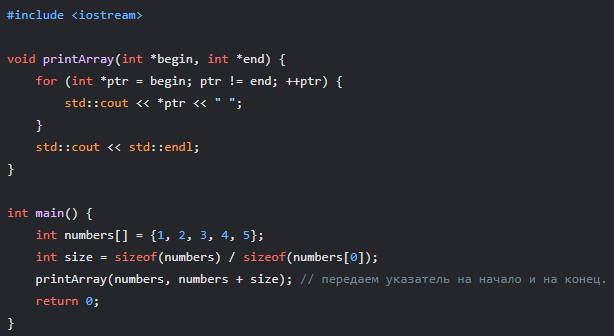 #include <iostream>

void printArray(int *begin, int *end) {
    for (int *ptr = begin; ptr != end; ++ptr) {
        std::cout << *ptr << " ";
    }
    std::cout << std::endl;
}

int main() {
    int numbers[] = {1, 2, 3, 4, 5};
    int size = sizeof(numbers) / sizeof(numbers[0]);
    printArray(numbers, numbers + size); // передаем указатель на начало и на конец.
    return 0;
}